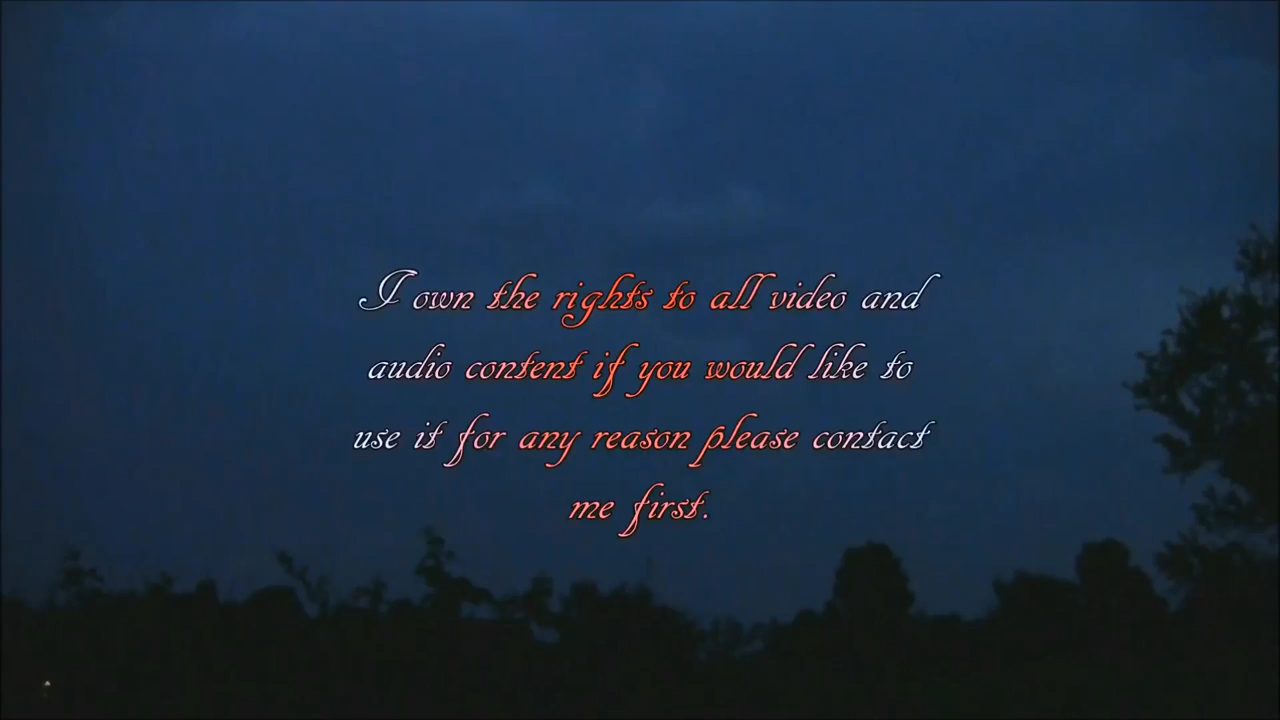 I own the rights to all video and
audio content if you would like to
use it for any reason please contact
me first.